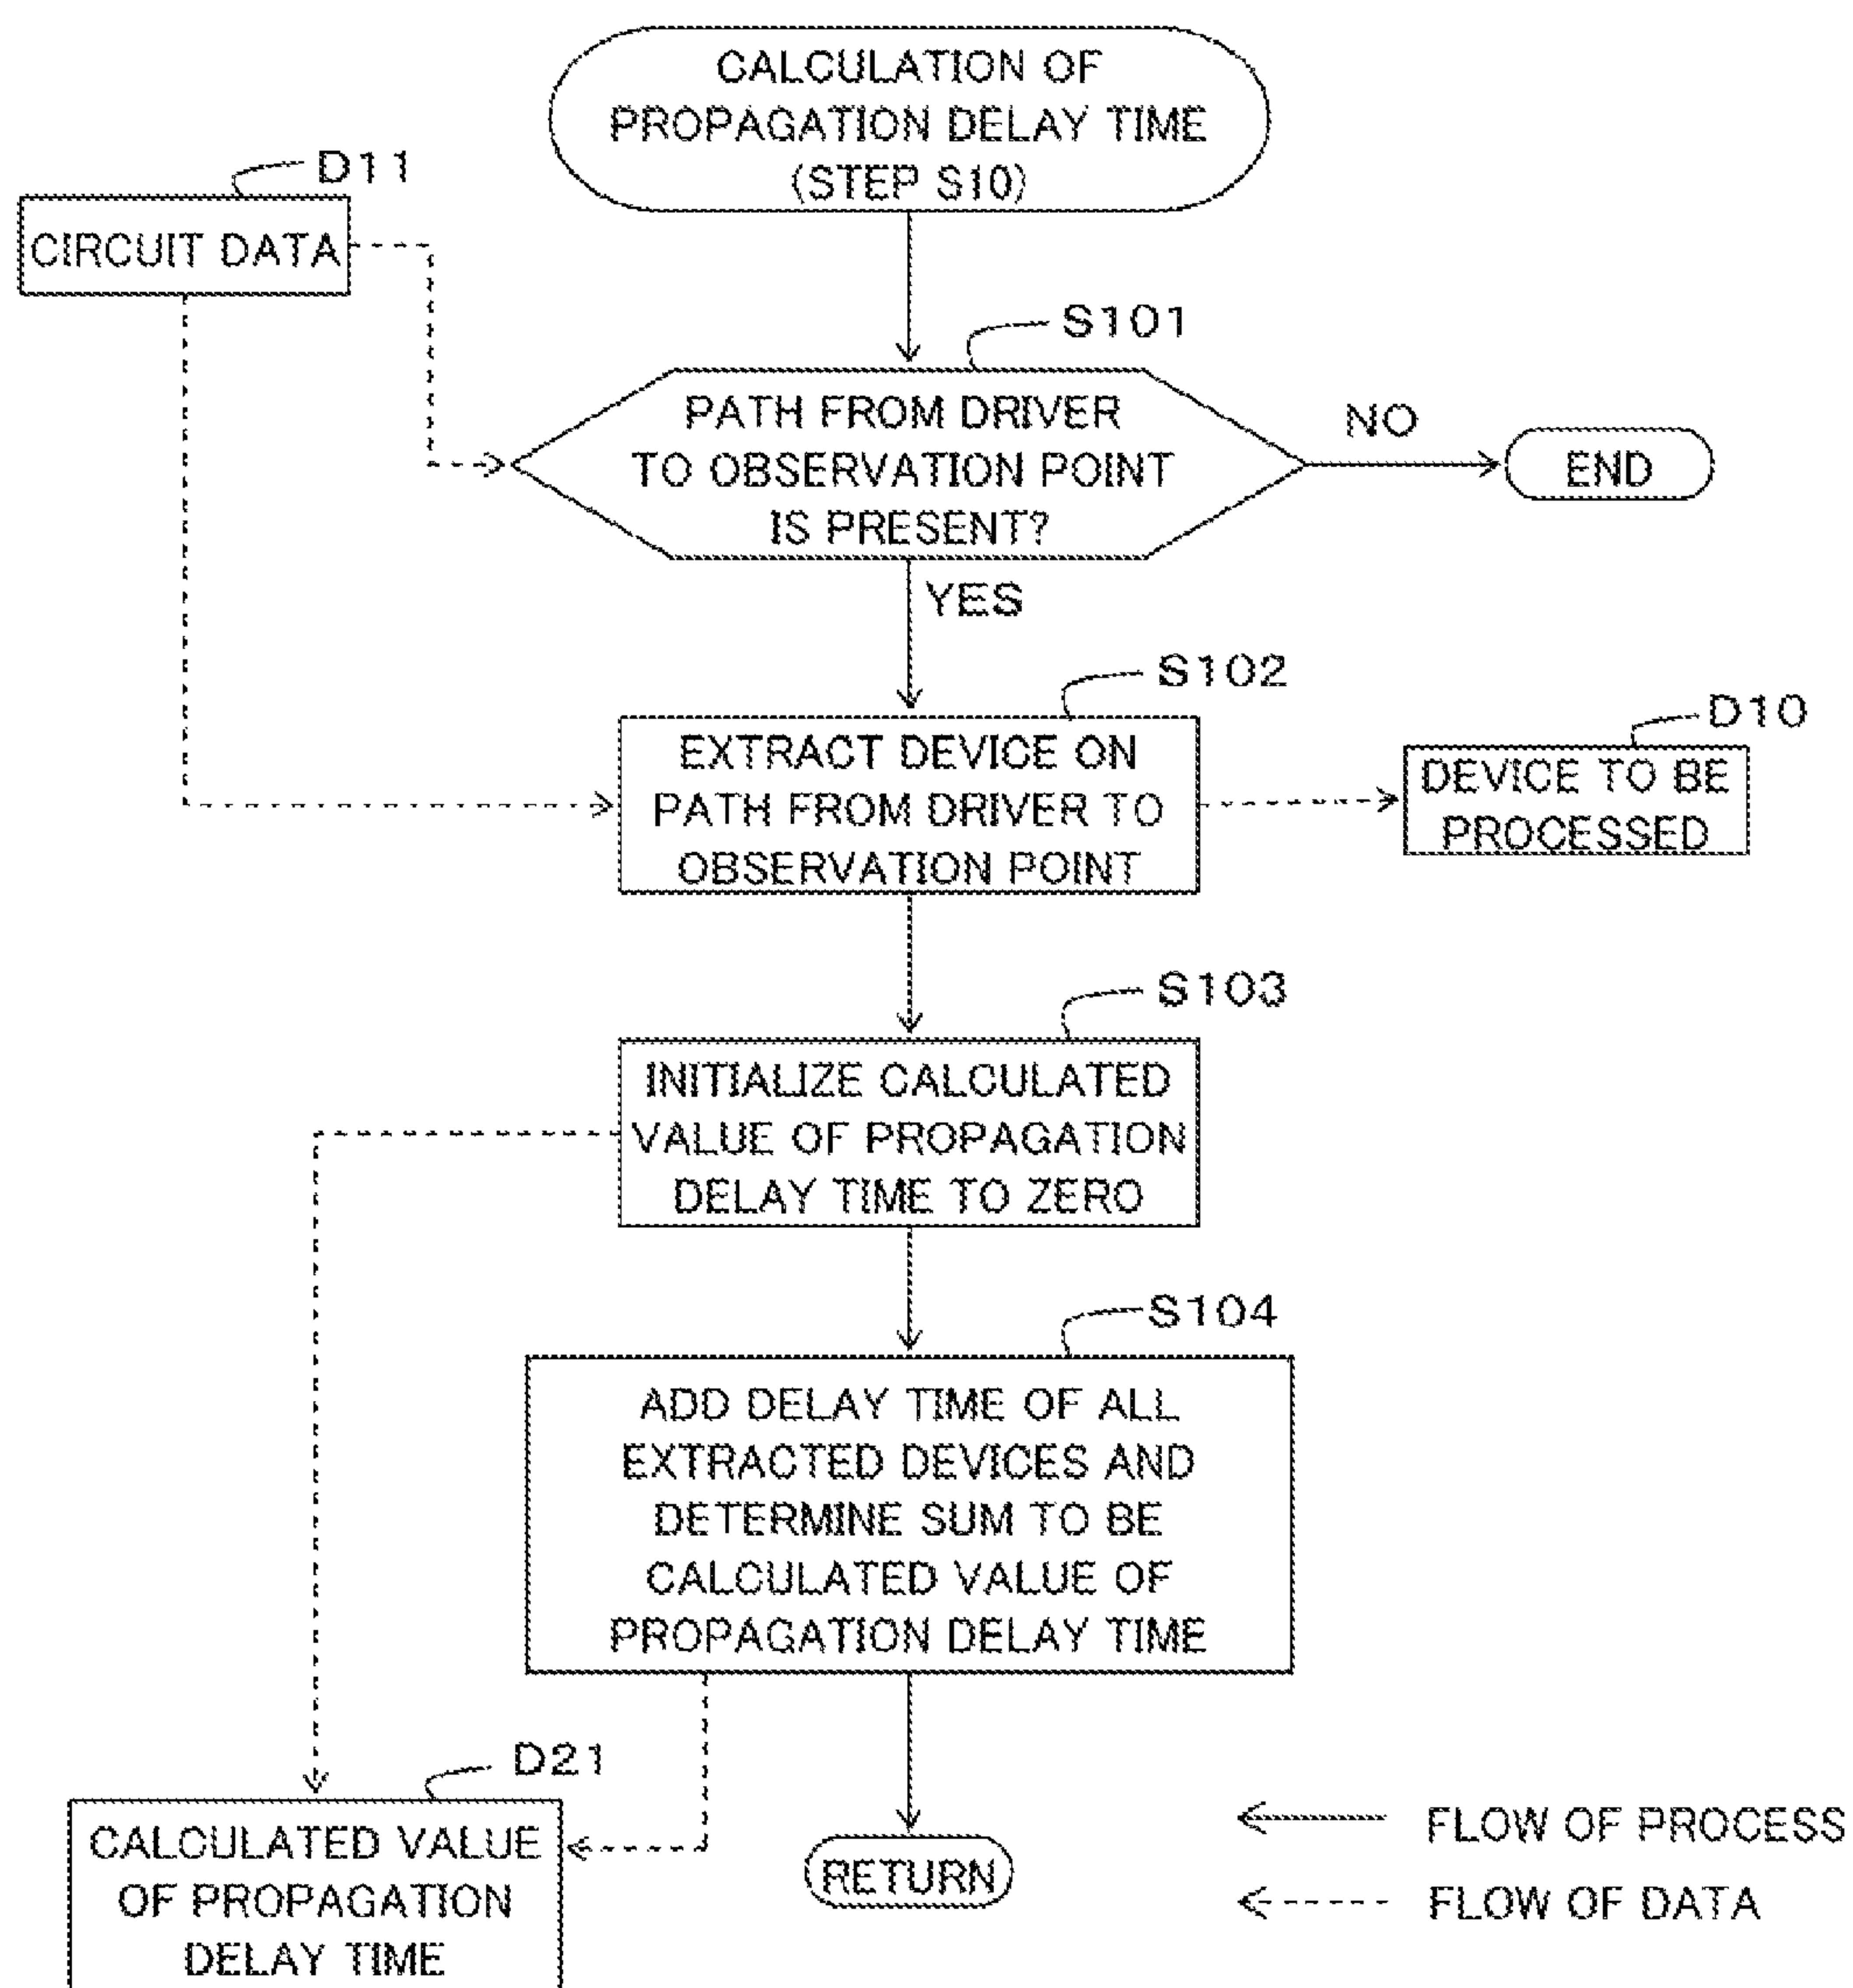 CALCULATION OF
PROPAGATION DELAY TIME
(STEP S10)
D11
CIRCUIT DATA
S101
PATH FROM DRIVER
TO OBSERVATION POINT
IS PRESENT?
NO
END
YES
S102
EXTRACT DEVICE ON
PATH FROM DRIVER TO
OBSERVATION POINT
D10
DEVICE TO BE
PROCESSED
S103
INITIALIZE CALCULATED
VALUE OF PROPAGATION
DELAY TIME TO ZERO
S104
ADD DELAY TIME OF ALL
EXTRACTED DEVICES AND
DETERMINE SUM TO BE
CALCULATED VALUE OF
PROPAGATION DELAY TIME
D21
CALCULATED VALUE
OF PROPAGATION
DELAY TIME
RETURN
FLOW OF PROCESS
FLOW OF DATA